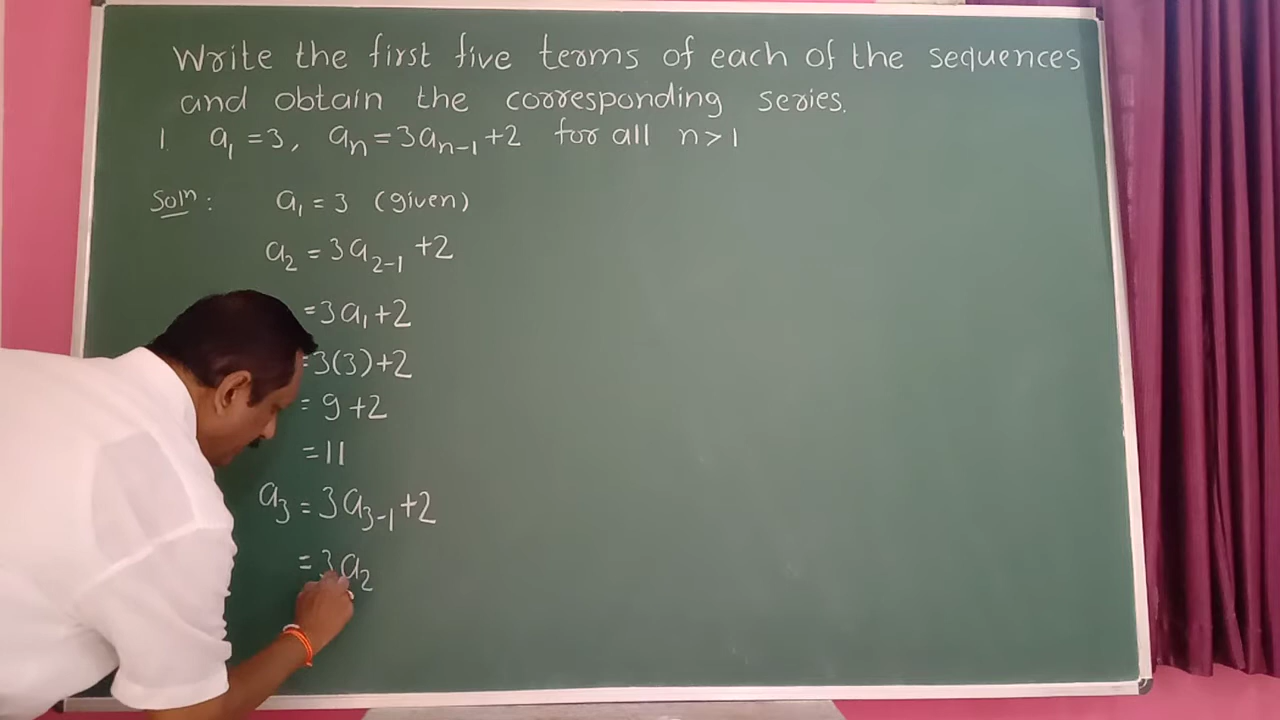 Write the first five terms of each of the sequences
and obtain the corresponding series.
1. a₁ = 3, aₙ = 3aₙ₋₁ + 2 for all n > 1
Solⁿ : a₁ = 3 (given)
a₂ = 3a₂₋₁ + 2
= 3a₁ + 2
= 3(3) + 2
= 9 + 2
= 11
a₃ = 3a₃₋₁ + 2
= 3a₂